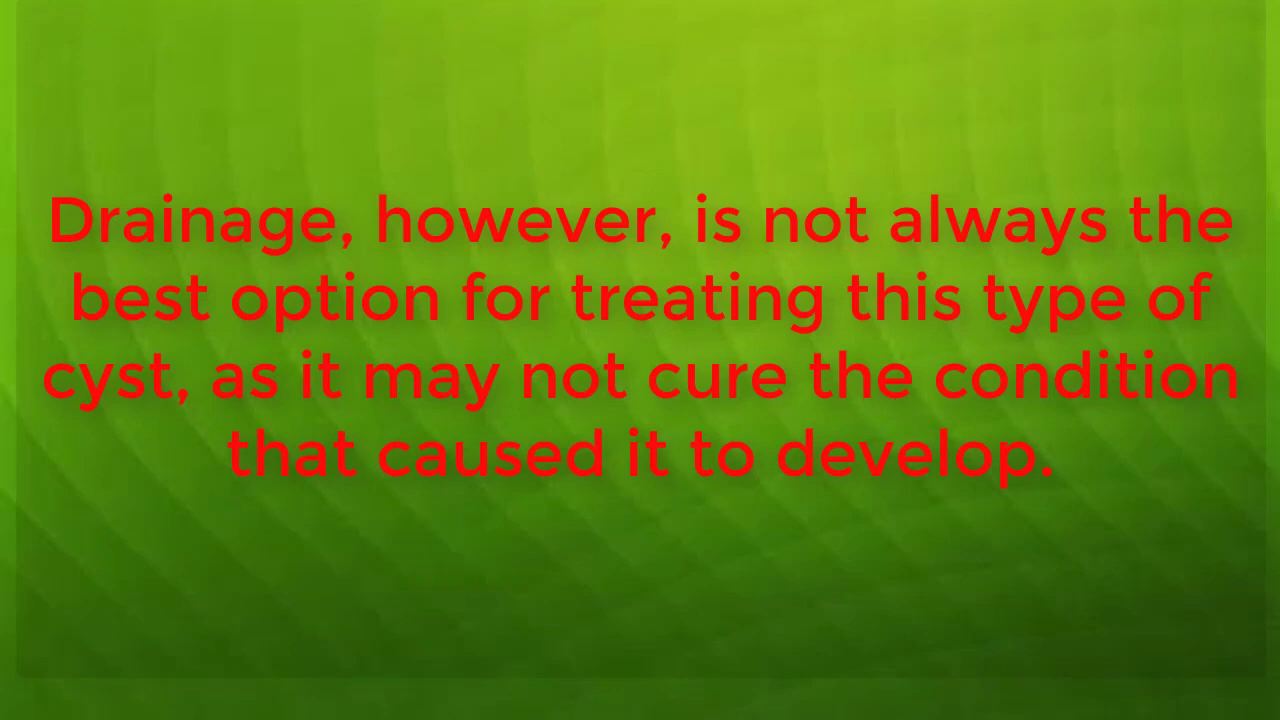 Drainage, however, is not always the
best option for treating this type of
cyst, as it may not cure the condition
that caused it to develop.